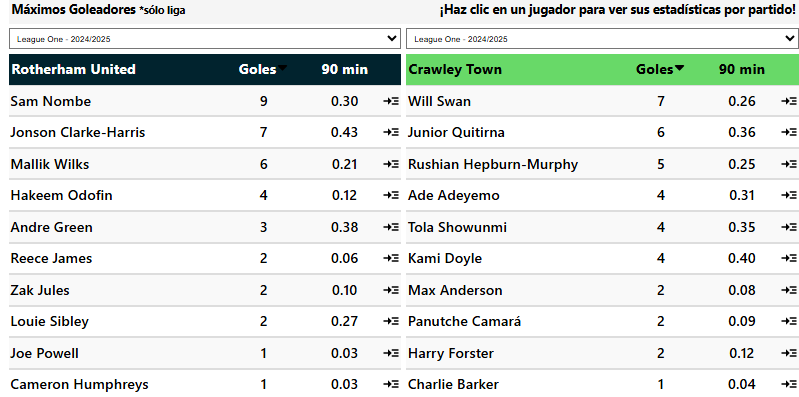 Máximos Goleadores *sólo liga
¡Haz clic en un jugador para ver sus estadísticas por partido!
League One - 2024/2025
League One - 2024/2025
Rotherham United Goles 90 min
Sam Nombe 9 0.30
Jonson Clarke-Harris 7 0.43
Mallik Wilks 6 0.21
Hakeem Odofin 4 0.12
Andre Green 3 0.38
Reece James 2 0.06
Zak Jules 2 0.10
Louie Sibley 2 0.27
Joe Powell 1 0.03
Cameron Humphreys 1 0.03
Crawley Town Goles 90 min
Will Swan 7 0.26
Junior Quitirna 6 0.36
Rushian Hepburn-Murphy 5 0.25
Ade Adeyemo 4 0.31
Tola Showunmi 4 0.35
Kami Doyle 4 0.40
Max Anderson 2 0.08
Panutche Camará 2 0.09
Harry Forster 2 0.12
Charlie Barker 1 0.04